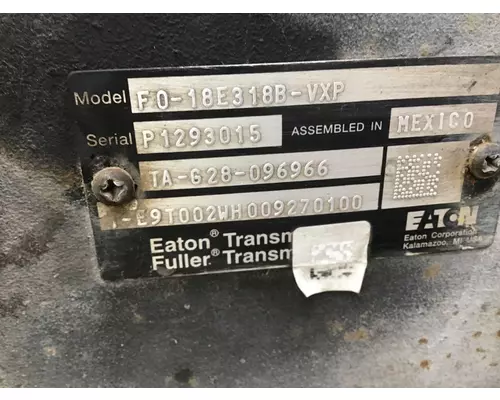 Model FO-18E318B-VXP
Serial P1293015 ASSEMBLED IN MEXICO
TA-G28-096966
E9T002WH009270100
Eaton® Transm
Fuller® Transm
EATON
Eaton Corporation
Kalamazoo, MI USA